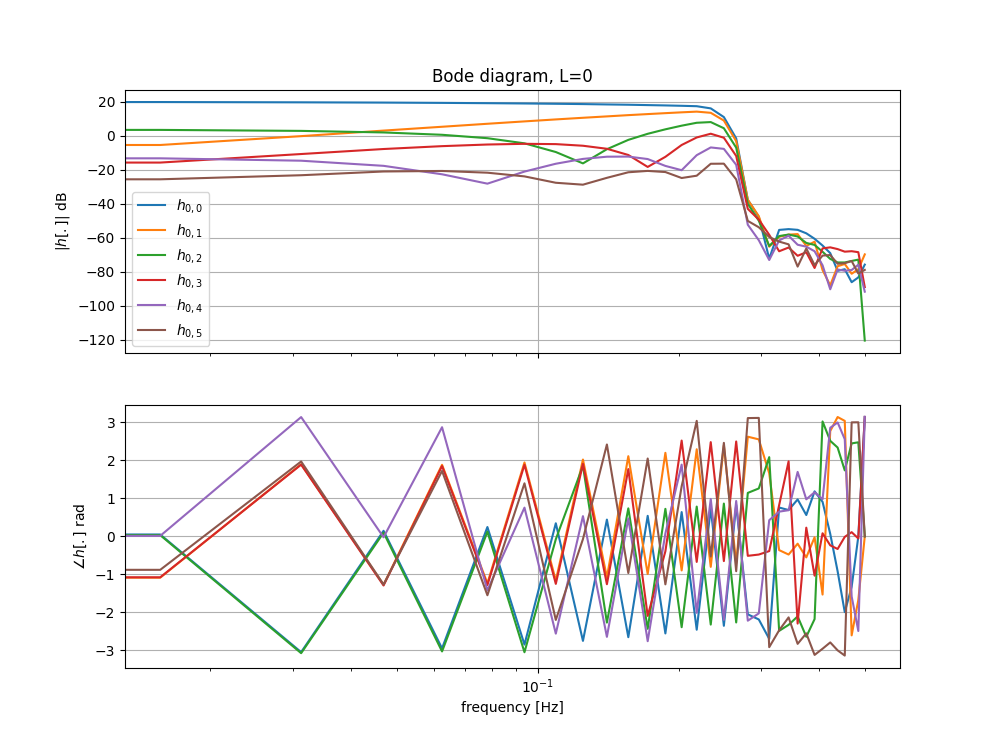 Bode diagram, L=0
20
0
−20
−40
−60
−80
−100
−120
|h[.]| dB
h0,0
h0,1
h0,2
h0,3
h0,4
h0,5
3
2
1
0
−1
−2
−3
∠h[.] rad
10−1
frequency [Hz]